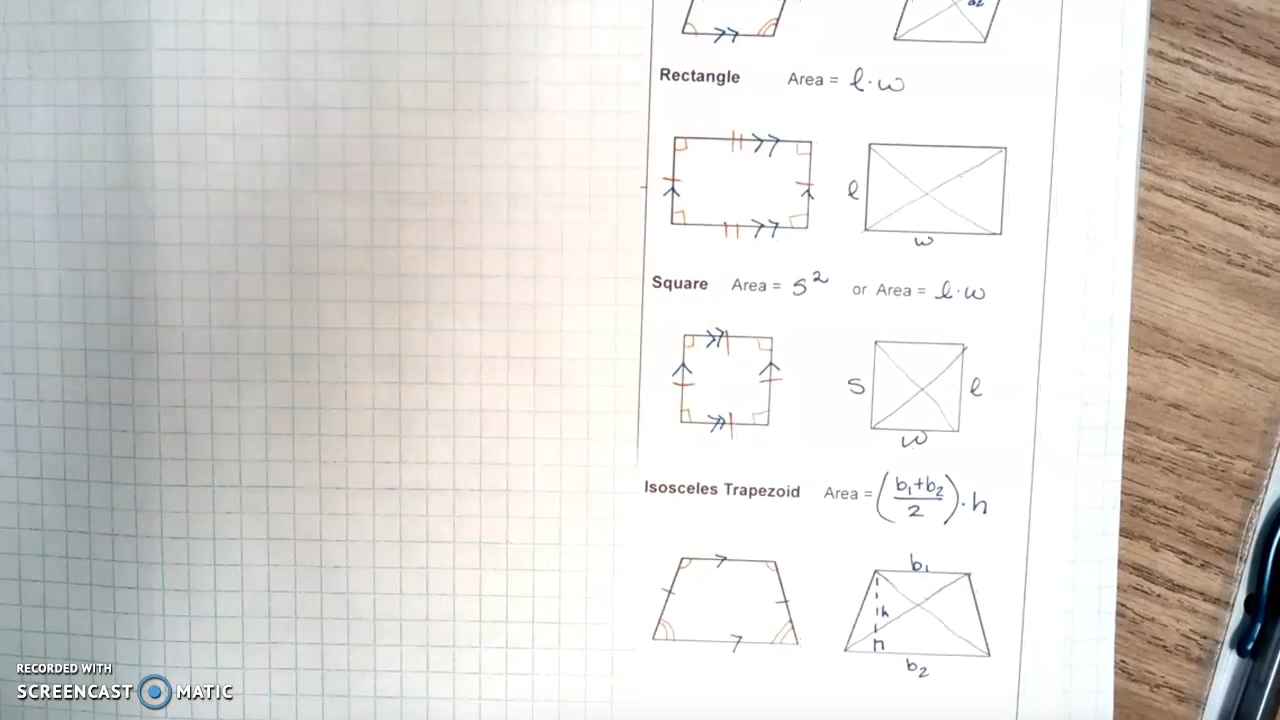 d2
Rectangle Area = l · w
l
w
Square Area = s² or Area = l · w
s l
w
Isosceles Trapezoid Area = (b₁+b₂ / 2) · h
b₁
h
b₂
RECORDED WITH
SCREENCAST MATIC